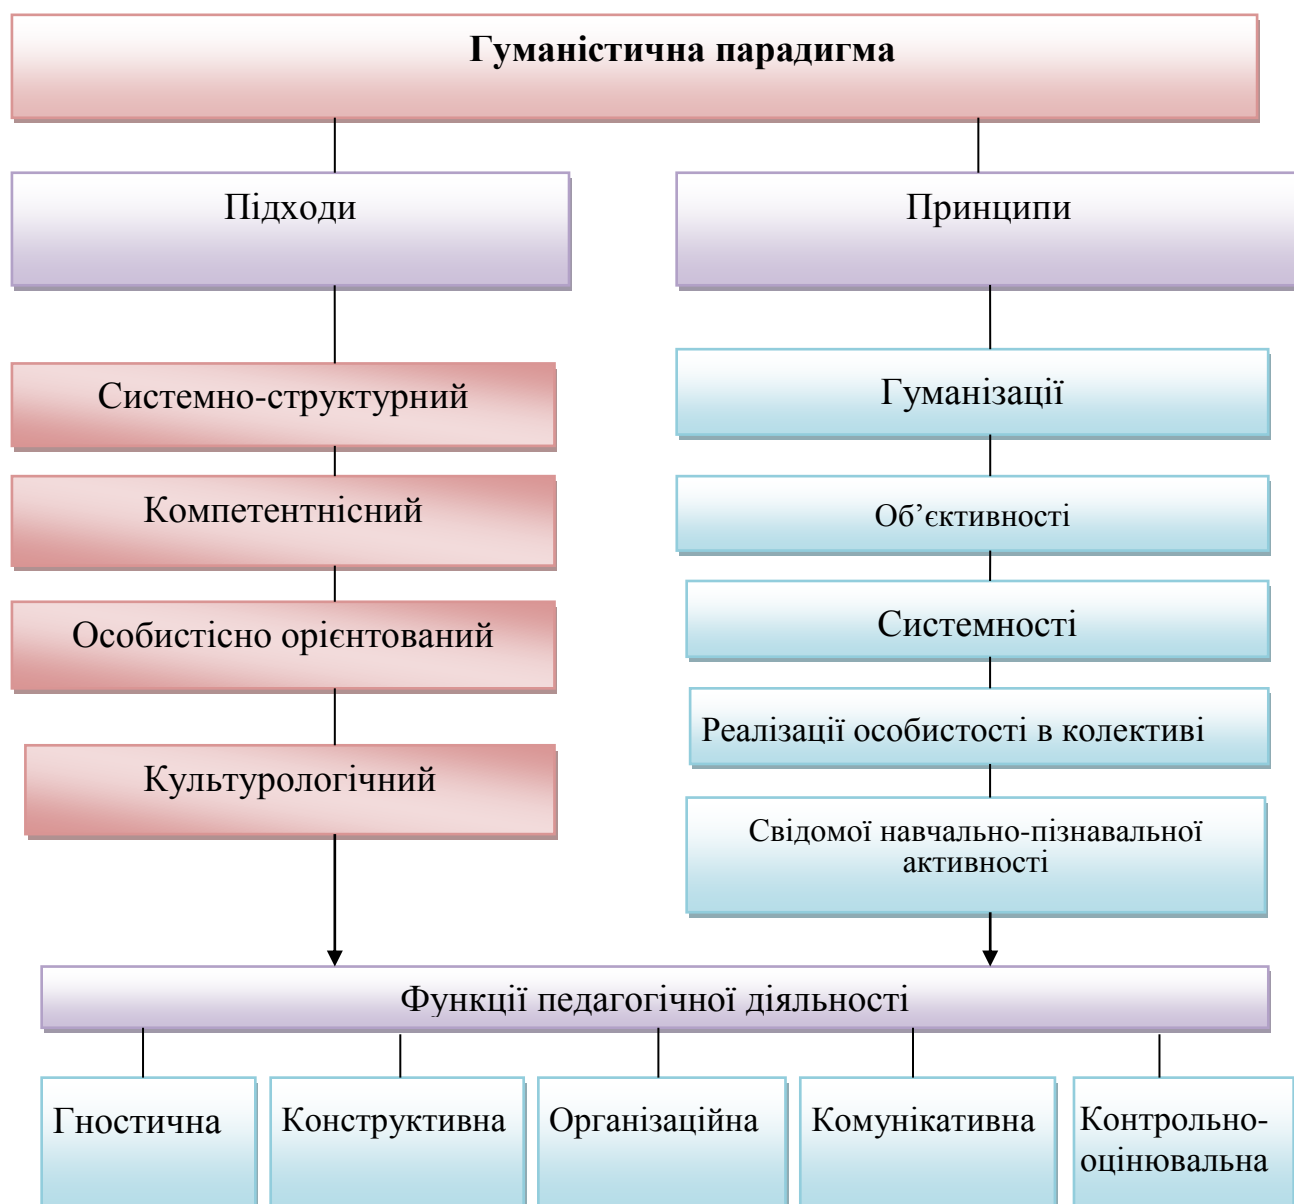 Гуманістична парадигма
Підходи
Принципи
Системно-структурний
Компетентнісний
Особистісно орієнтований
Культурологічний
Гуманізації
Об’єктивності
Системності
Реалізації особистості в колективі
Свідомої навчально-пізнавальної
активності
Функції педагогічної діяльності
Гностична
Конструктивна
Організаційна
Комунікативна
Контрольно-
оцінювальна